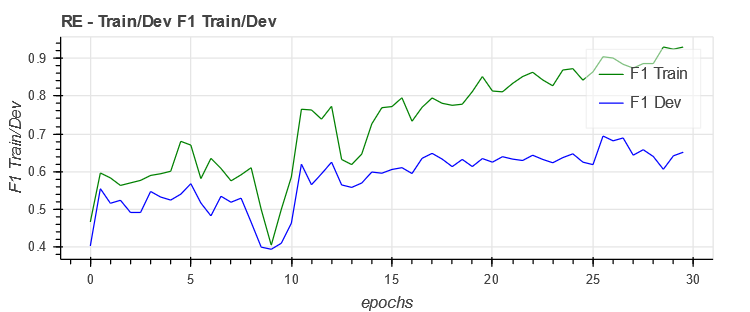 RE - Train/Dev F1 Train/Dev
F1 Train/Dev
0.9
0.8
0.7
0.6
0.5
0.4
F1 Train
F1 Dev
0 5 10 15 20 25 30
epochs